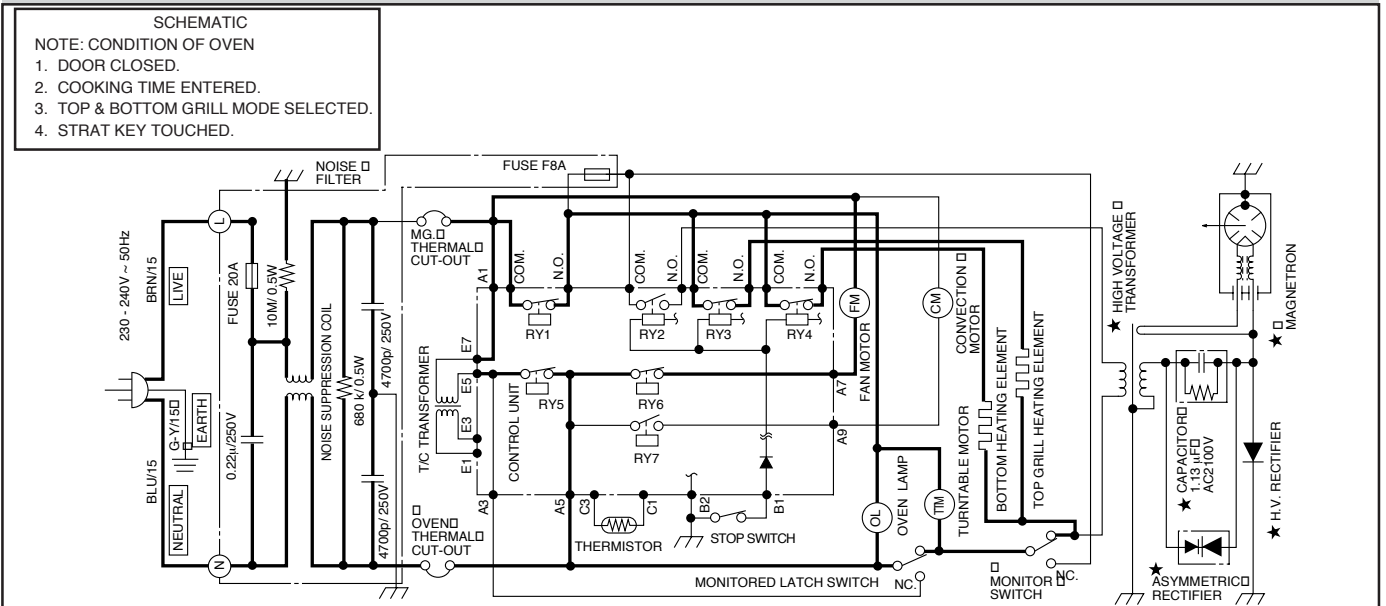 SCHEMATIC
NOTE: CONDITION OF OVEN
1. DOOR CLOSED.
2. COOKING TIME ENTERED.
3. TOP & BOTTOM GRILL MODE SELECTED.
4. STRAT KEY TOUCHED.
NOISE □
FILTER
FUSE F8A
230 - 240V ~ 50Hz
BRN/15
LIVE
L
FUSE 20A
10M/ 0.5W
MG.□
THERMAL□
CUT-OUT
A1
COM.
N.O.
COM.
N.O.
COM.
N.O.
COM.
N.O.
RY1
RY2
RY3
RY4
FM
FAN MOTOR
CM
CONVECTION □
MOTOR
★ HIGH VOLTAGE □
TRANSFORMER
★ □
MAGNETRON
G-Y/15□
EARTH
BLU/15
NEUTRAL
N
0.22µ/250V
NOISE SUPPRESSION COIL
680 k/ 0.5W
4700p/ 250V
4700p/ 250V
T/C TRANSFORMER
E7
E5
E3
E1
CONTROL UNIT
RY5
RY6
RY7
A7
A9
A3
A5
C3
C1
B2
B1
THERMISTOR
STOP SWITCH
□
OVEN□
THERMAL□
CUT-OUT
OL
OVEN LAMP
TTM
TURNTABLE MOTOR
BOTTOM HEATING ELEMENT
TOP GRILL HEATING ELEMENT
MONITORED LATCH SWITCH
NC.
□
MONITOR □
SWITCH
NC.
★ CAPACITOR□
1.13 µF□
AC2100V
★ H.V. RECTIFIER
★
ASYMMETRIC□
RECTIFIER